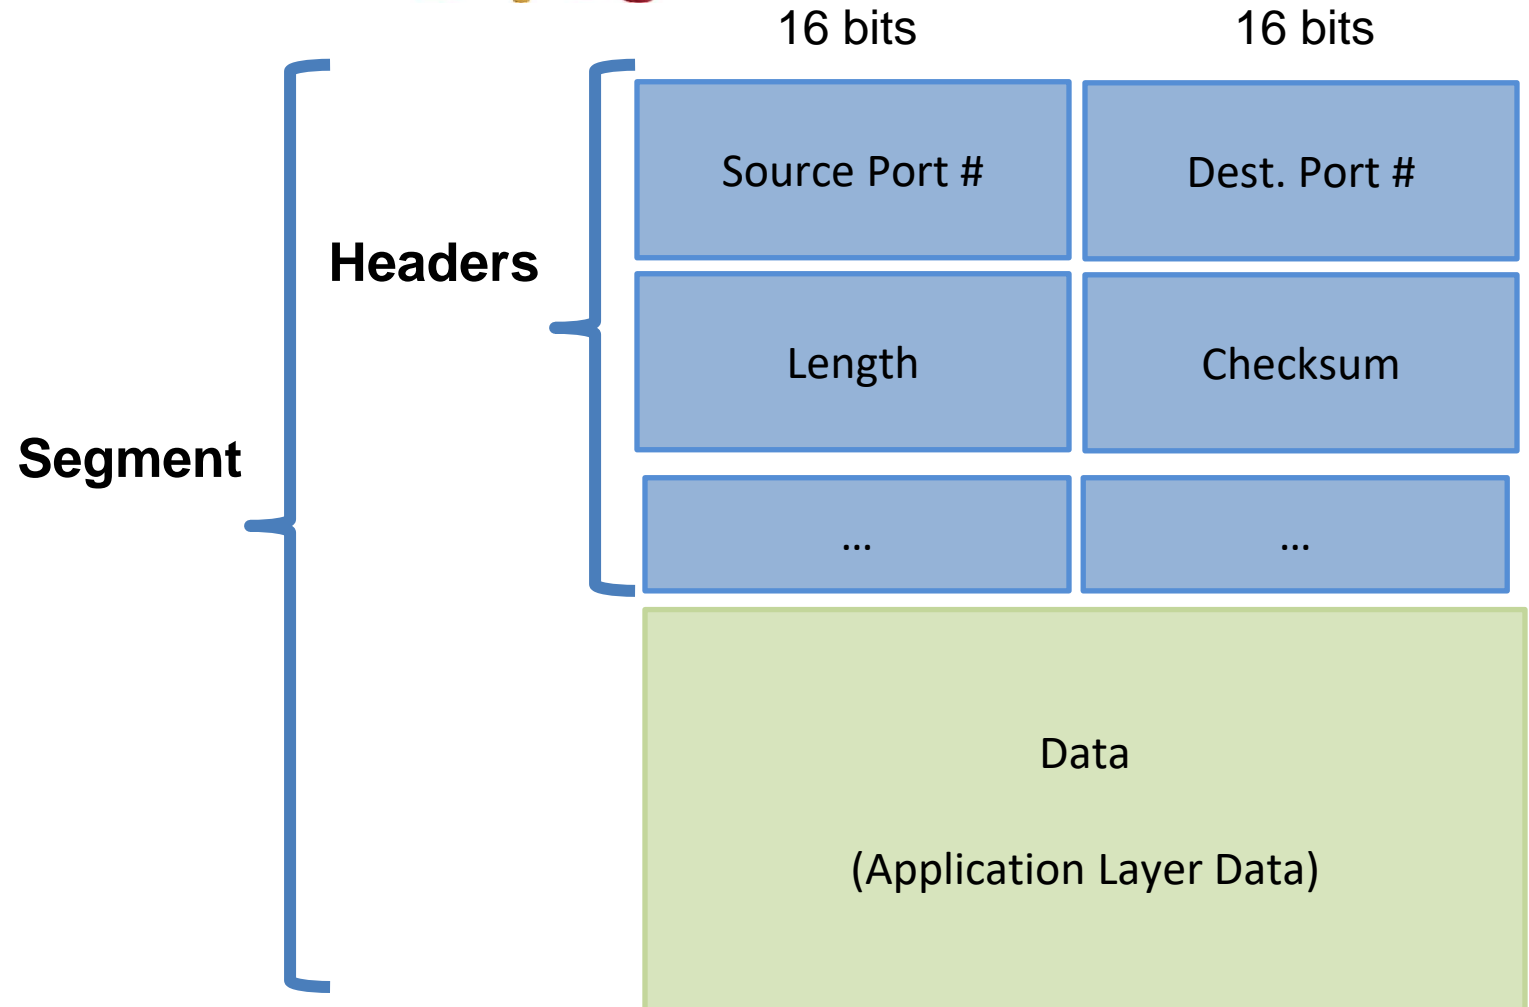 16 bits 16 bits
Source Port # Dest. Port #
Headers
Length Checksum
Segment
... ...
Data
(Application Layer Data)